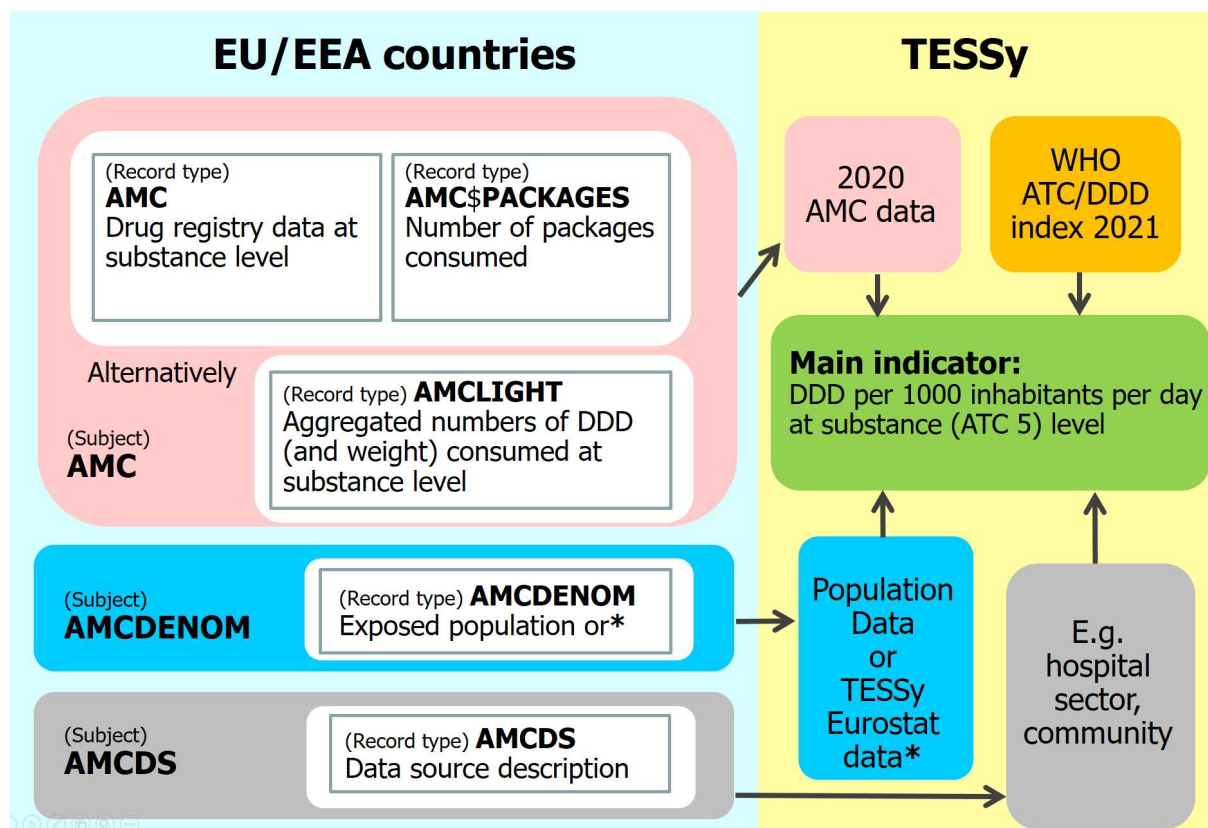 EU/EEA countries
(Record type)
AMC
Drug registry data at
substance level
(Record type)
AMC$PACKAGES
Number of packages
consumed
Alternatively
(Record type) AMCLIGHT
Aggregated numbers of DDD
(and weight) consumed at
substance level
(Subject)
AMC
(Subject)
AMCDENOM
(Record type) AMCDENOM
Exposed population or*
(Subject)
AMCDS
(Record type) AMCDS
Data source description
TESSy
2020
AMC data
WHO
ATC/DDD
index 2021
Main indicator:
DDD per 1000 inhabitants per day
at substance (ATC 5) level
Population
Data
or
TESSy
Eurostat
data*
E.g.
hospital
sector,
community